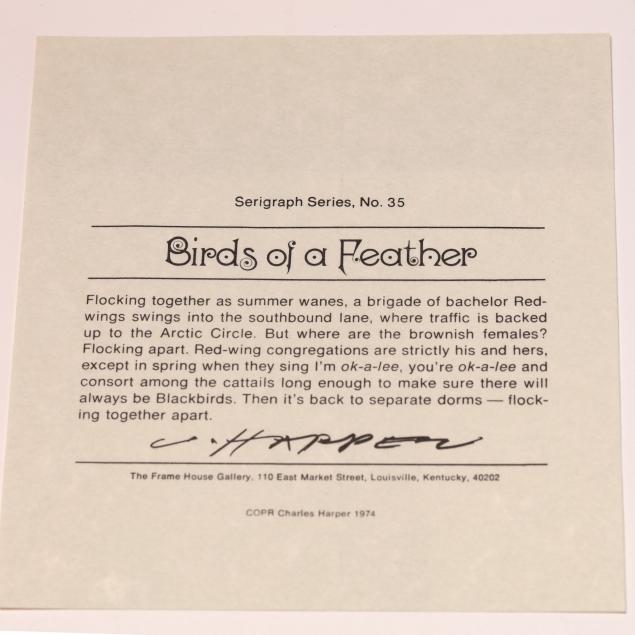 Serigraph Series, No. 35
Birds of a Feather
Flocking together as summer wanes, a brigade of bachelor Red-
wings swings into the southbound lane, where traffic is backed
up to the Arctic Circle. But where are the brownish females?
Flocking apart. Red-wing congregations are strictly his and hers,
except in spring when they sing I'm ok-a-lee, you're ok-a-lee and
consort among the cattails long enough to make sure there will
always be Blackbirds. Then it's back to separate dorms — flock-
ing together apart.
C. HARPER
The Frame House Gallery, 110 East Market Street, Louisville, Kentucky, 40202
COPR Charles Harper 1974